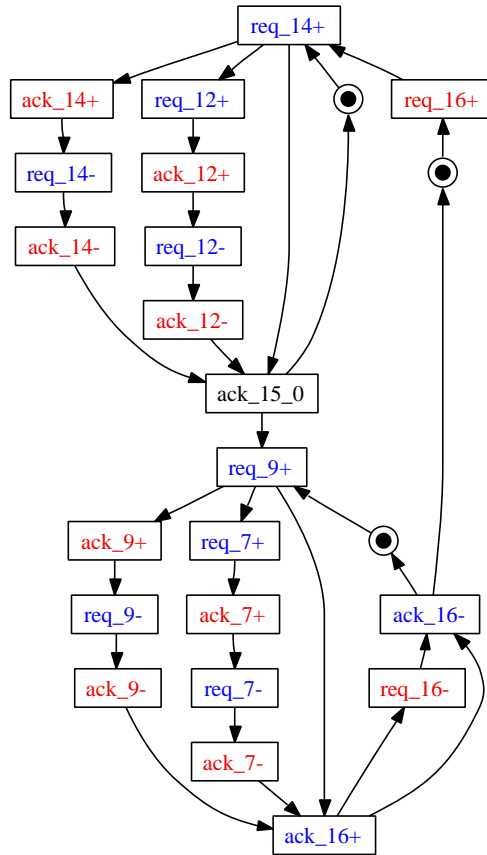 req_14+
ack_14+
req_12+
req_16+
req_14-
ack_12+
ack_14-
req_12-
ack_12-
ack_15_0
req_9+
ack_9+
req_7+
req_9-
ack_7+
ack_16-
ack_9-
req_7-
req_16-
ack_7-
ack_16+